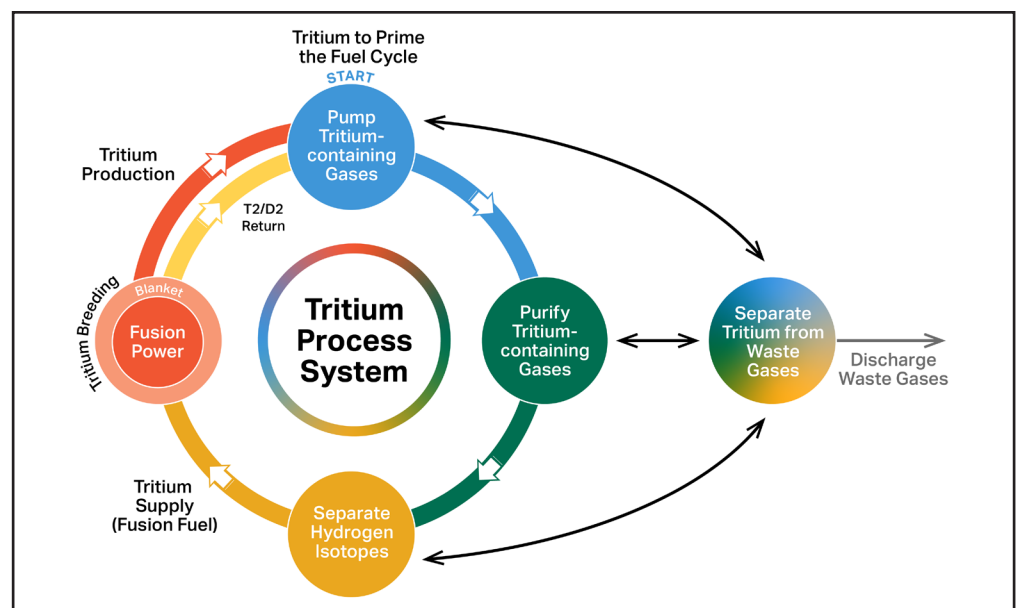 Tritium to Prime
the Fuel Cycle
START
Pump
Tritium-
containing
Gases
Tritium
Production
T2/D2
Return
Tritium Breeding
Blanket
Fusion
Power
Tritium
Process
System
Purify
Tritium-
containing
Gases
Separate
Tritium from
Waste
Gases
Discharge
Waste Gases
Tritium
Supply
(Fusion Fuel)
Separate
Hydrogen
Isotopes